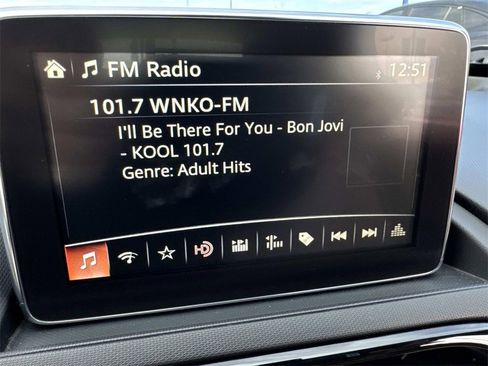 FM Radio
12:51
101.7 WNKO-FM
I'll Be There For You - Bon Jovi
- KOOL 101.7
Genre: Adult Hits
HD